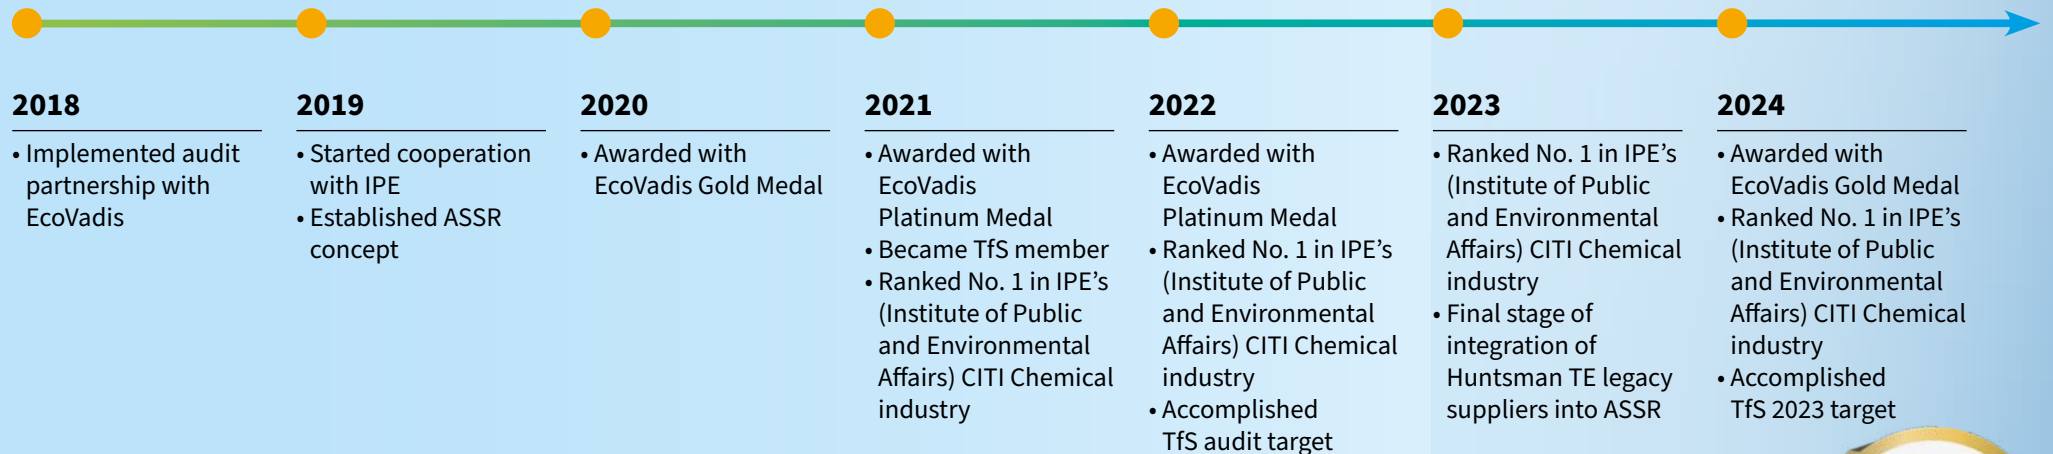 2018
• Implemented audit
partnership with
EcoVadis
2019
• Started cooperation
with IPE
• Established ASSR
concept
2020
• Awarded with
EcoVadis Gold Medal
2021
• Awarded with
EcoVadis
Platinum Medal
• Became TfS member
• Ranked No. 1 in IPE’s
(Institute of Public
and Environmental
Affairs) CITI Chemical
industry
2022
• Awarded with
EcoVadis
Platinum Medal
• Ranked No. 1 in IPE’s
(Institute of Public
and Environmental
Affairs) CITI Chemical
industry
• Accomplished
TfS audit target
2023
• Ranked No. 1 in IPE’s
(Institute of Public
and Environmental
Affairs) CITI Chemical
industry
• Final stage of
integration of
Huntsman TE legacy
suppliers into ASSR
2024
• Awarded with
EcoVadis Gold Medal
• Ranked No. 1 in IPE’s
(Institute of Public
and Environmental
Affairs) CITI Chemical
industry
• Accomplished
TfS 2023 target